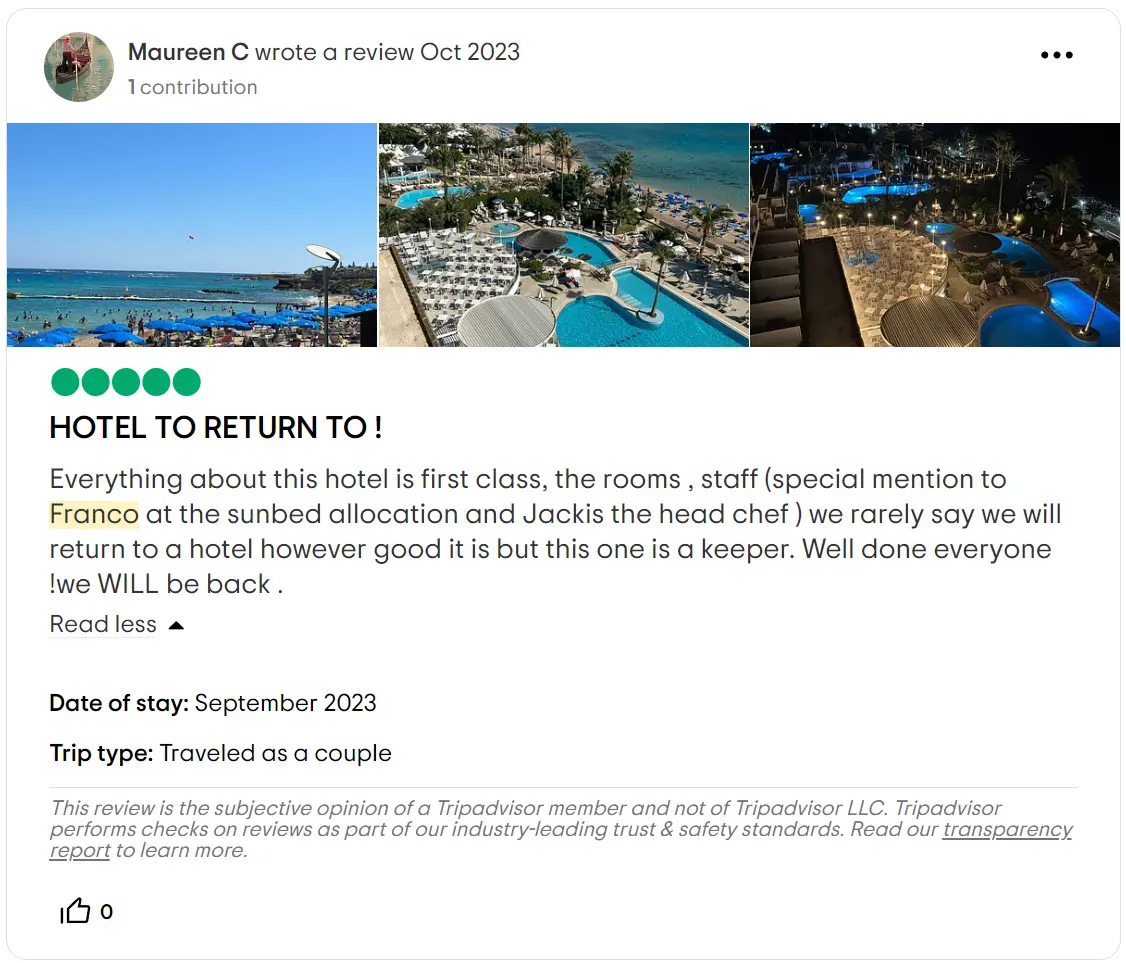 Maureen C wrote a review Oct 2023
1 contribution
HOTEL TO RETURN TO !
Everything about this hotel is first class, the rooms , staff (special mention to
Franco at the sunbed allocation and Jackis the head chef ) we rarely say we will
return to a hotel however good it is but this one is a keeper. Well done everyone
!we WILL be back .
Read less
Date of stay: September 2023
Trip type: Traveled as a couple
This review is the subjective opinion of a Tripadvisor member and not of Tripadvisor LLC. Tripadvisor
performs checks on reviews as part of our industry-leading trust & safety standards. Read our transparency
report to learn more.
0